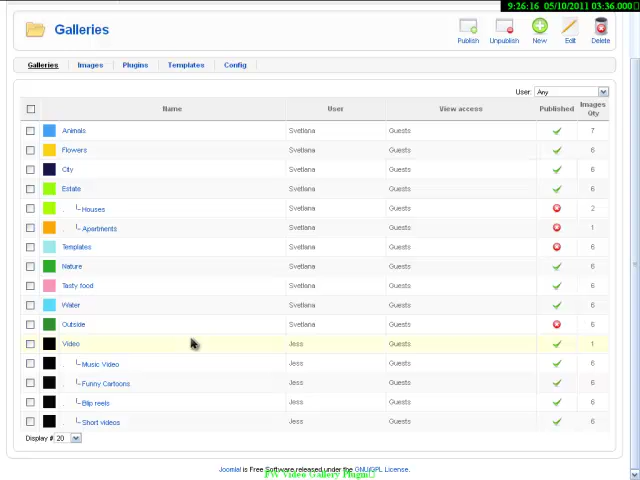 9:26:16 05/10/2011 03:36.000
Galleries
Publish Unpublish New Edit Delete
Galleries Images Plugins Templates Config
User: Any
Name User View access Published Images Qty
Animals Svetlana Guests 7
Flowers Svetlana Guests 6
City Svetlana Guests 6
Estate Svetlana Guests 6
. Houses Svetlana Guests 2
. Apartments Svetlana Guests 1
Templates Svetlana Guests 6
Nature Svetlana Guests 6
Tasty food Svetlana Guests 6
Water Svetlana Guests 6
Outside Svetlana Guests 6
Video Jess Guests 1
. Music Video Jess Guests 6
. Funny Cartoons Jess Guests 6
. Blip reels Jess Guests 6
. Short videos Jess Guests 6
Display # 20
Joomla! is Free Software released under the GNU/GPL License.
FW Video Gallery Plugin